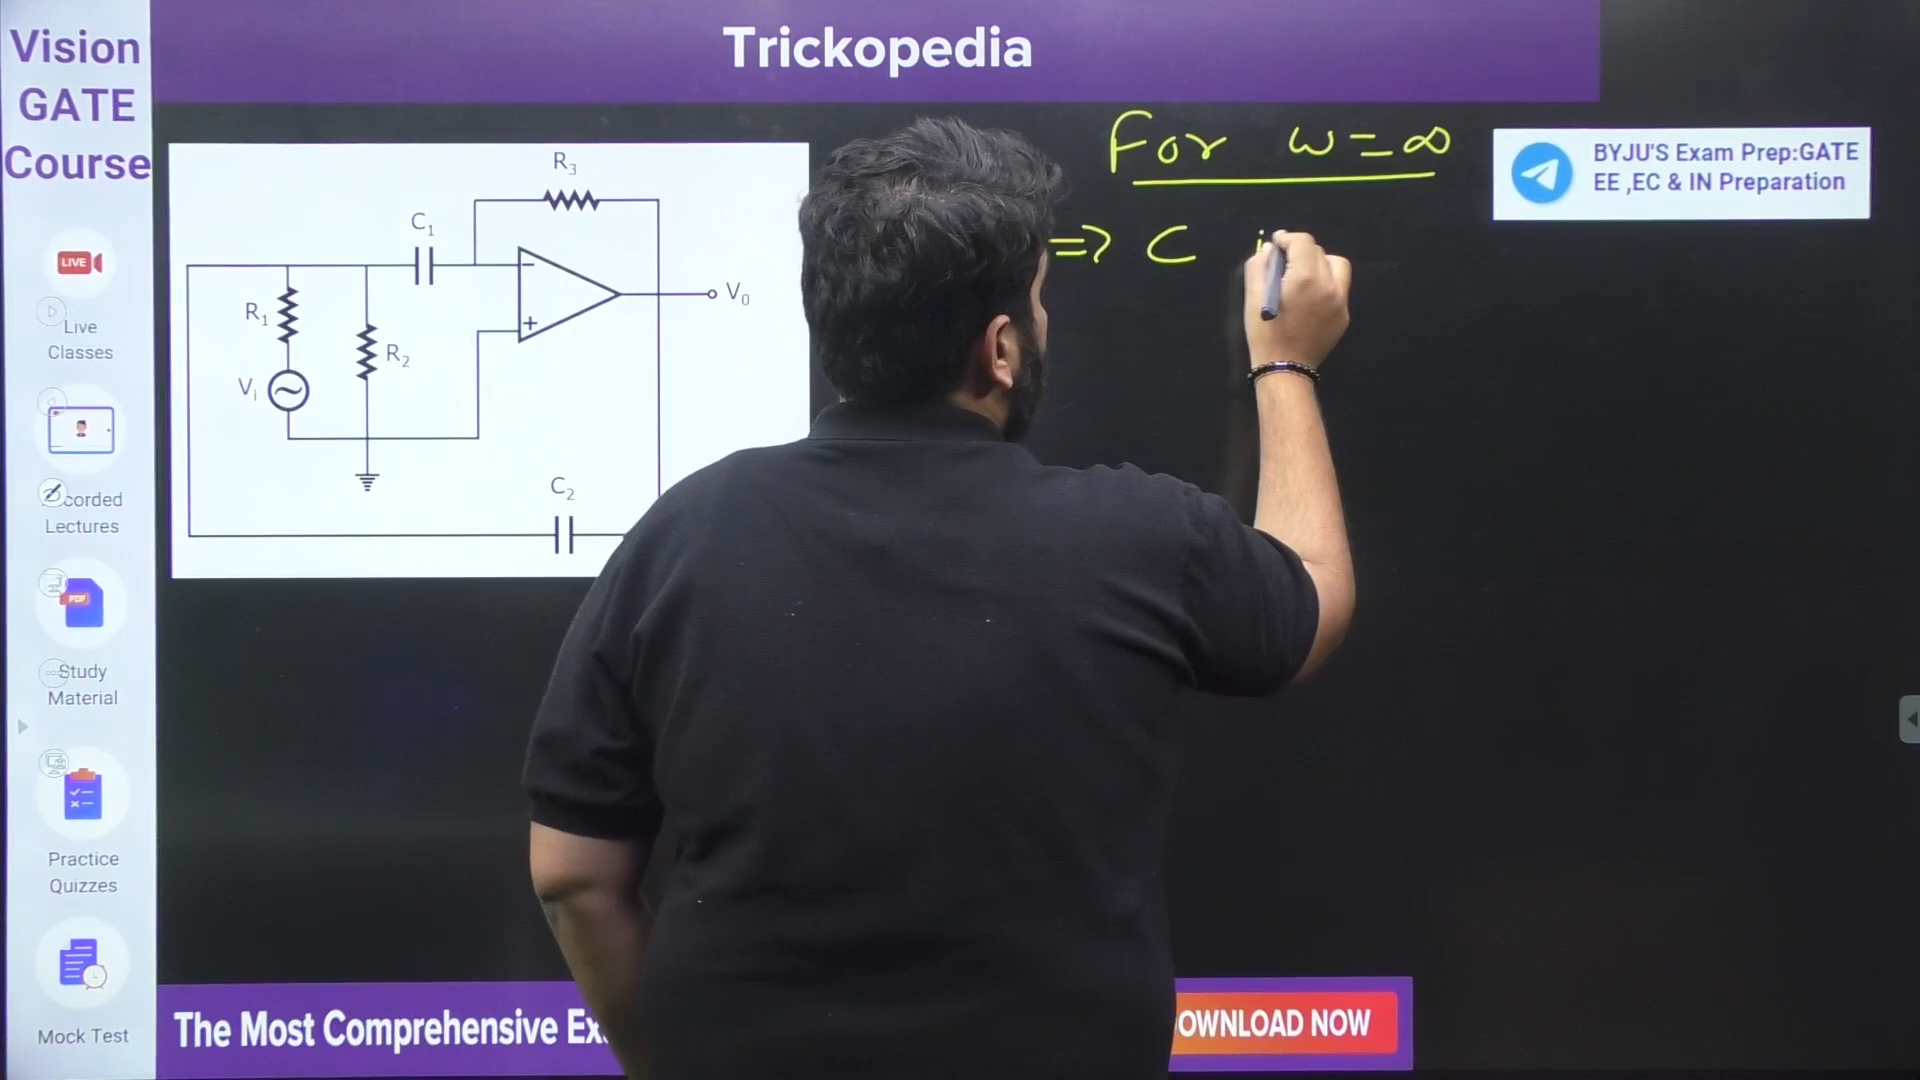 Vision
GATE
Course
Trickopedia
For ω=∞
=> C i
BYJU'S Exam Prep:GATE
EE ,EC & IN Preparation
R3
C1
R1
R2
Vi
V0
C2
LIVE
Live
Classes
corded
Lectures
PDF
Study
Material
Practice
Quizzes
Mock Test
The Most Comprehensive Ex
OWNLOAD NOW